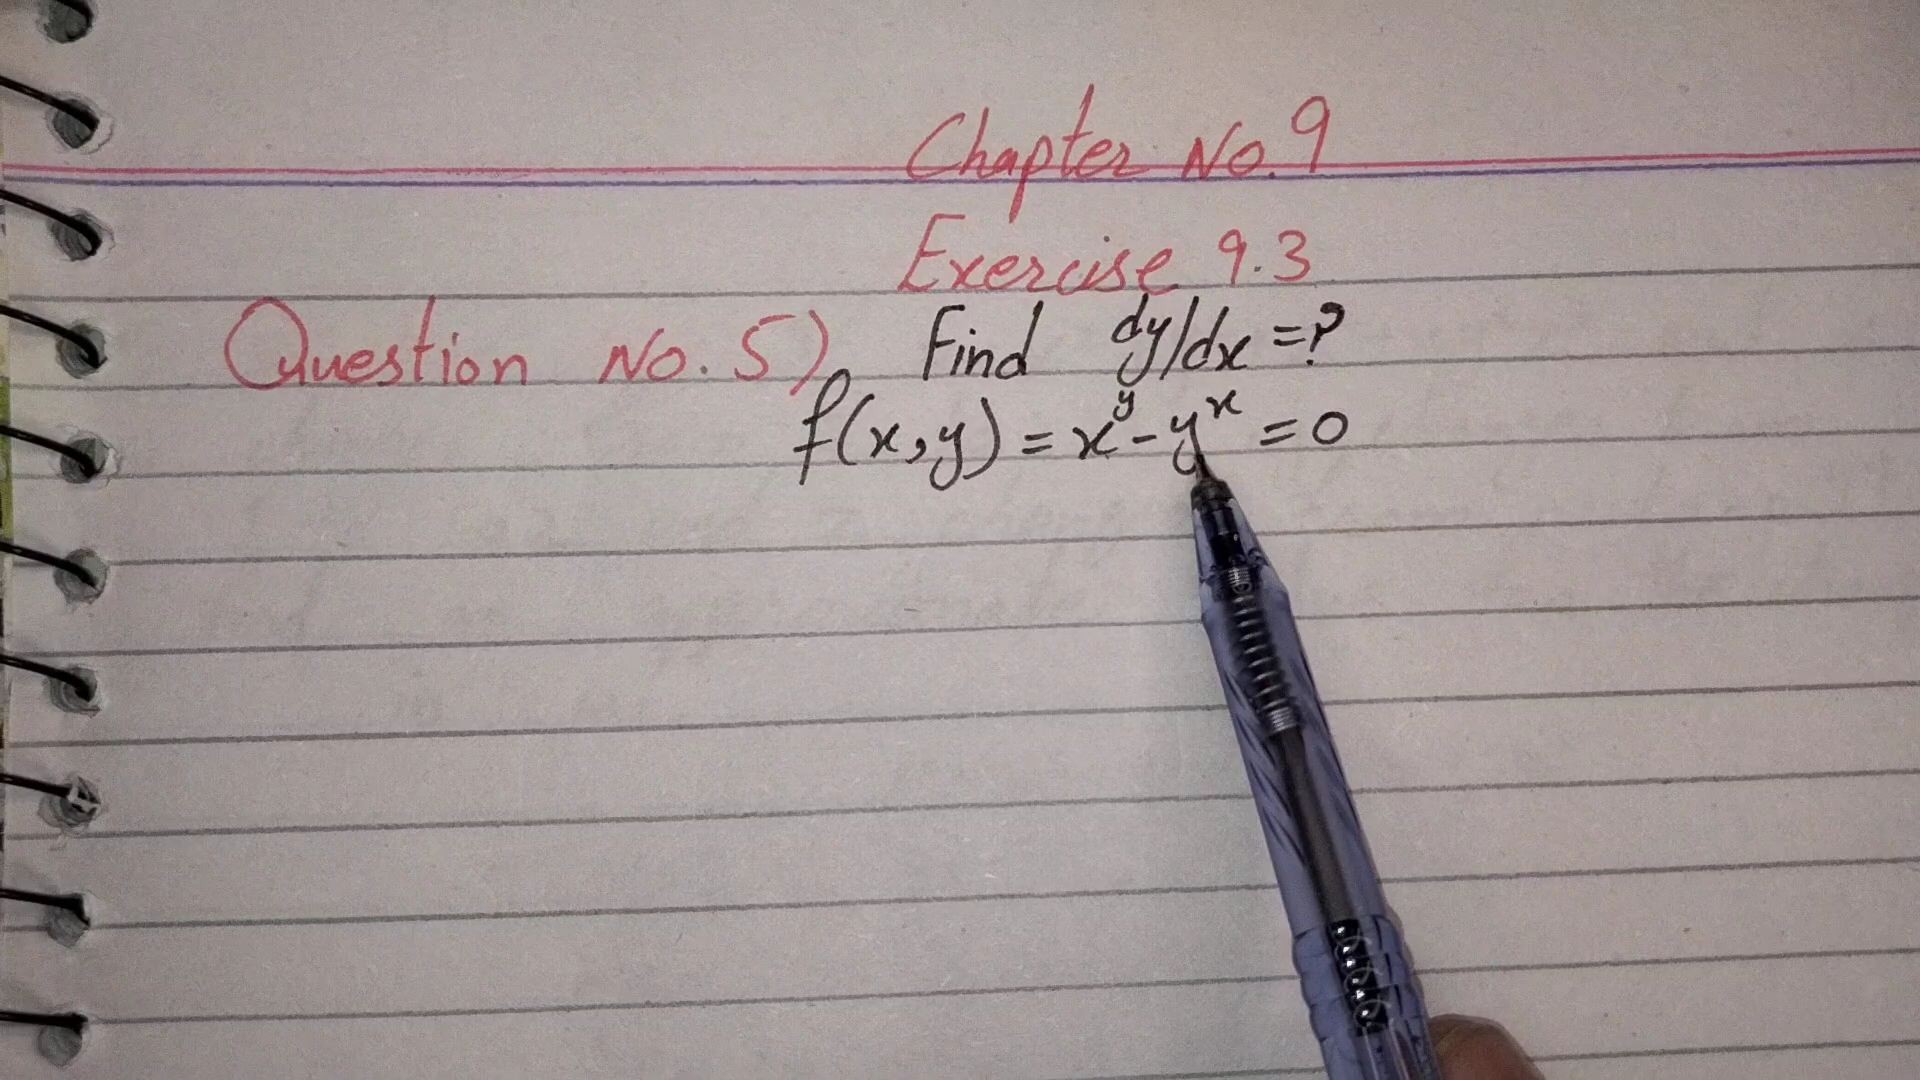 Chapter No. 9
Exercise 9.3
Question No. 5) Find dy/dx = ?
f(x,y) = x^y - y^x = 0